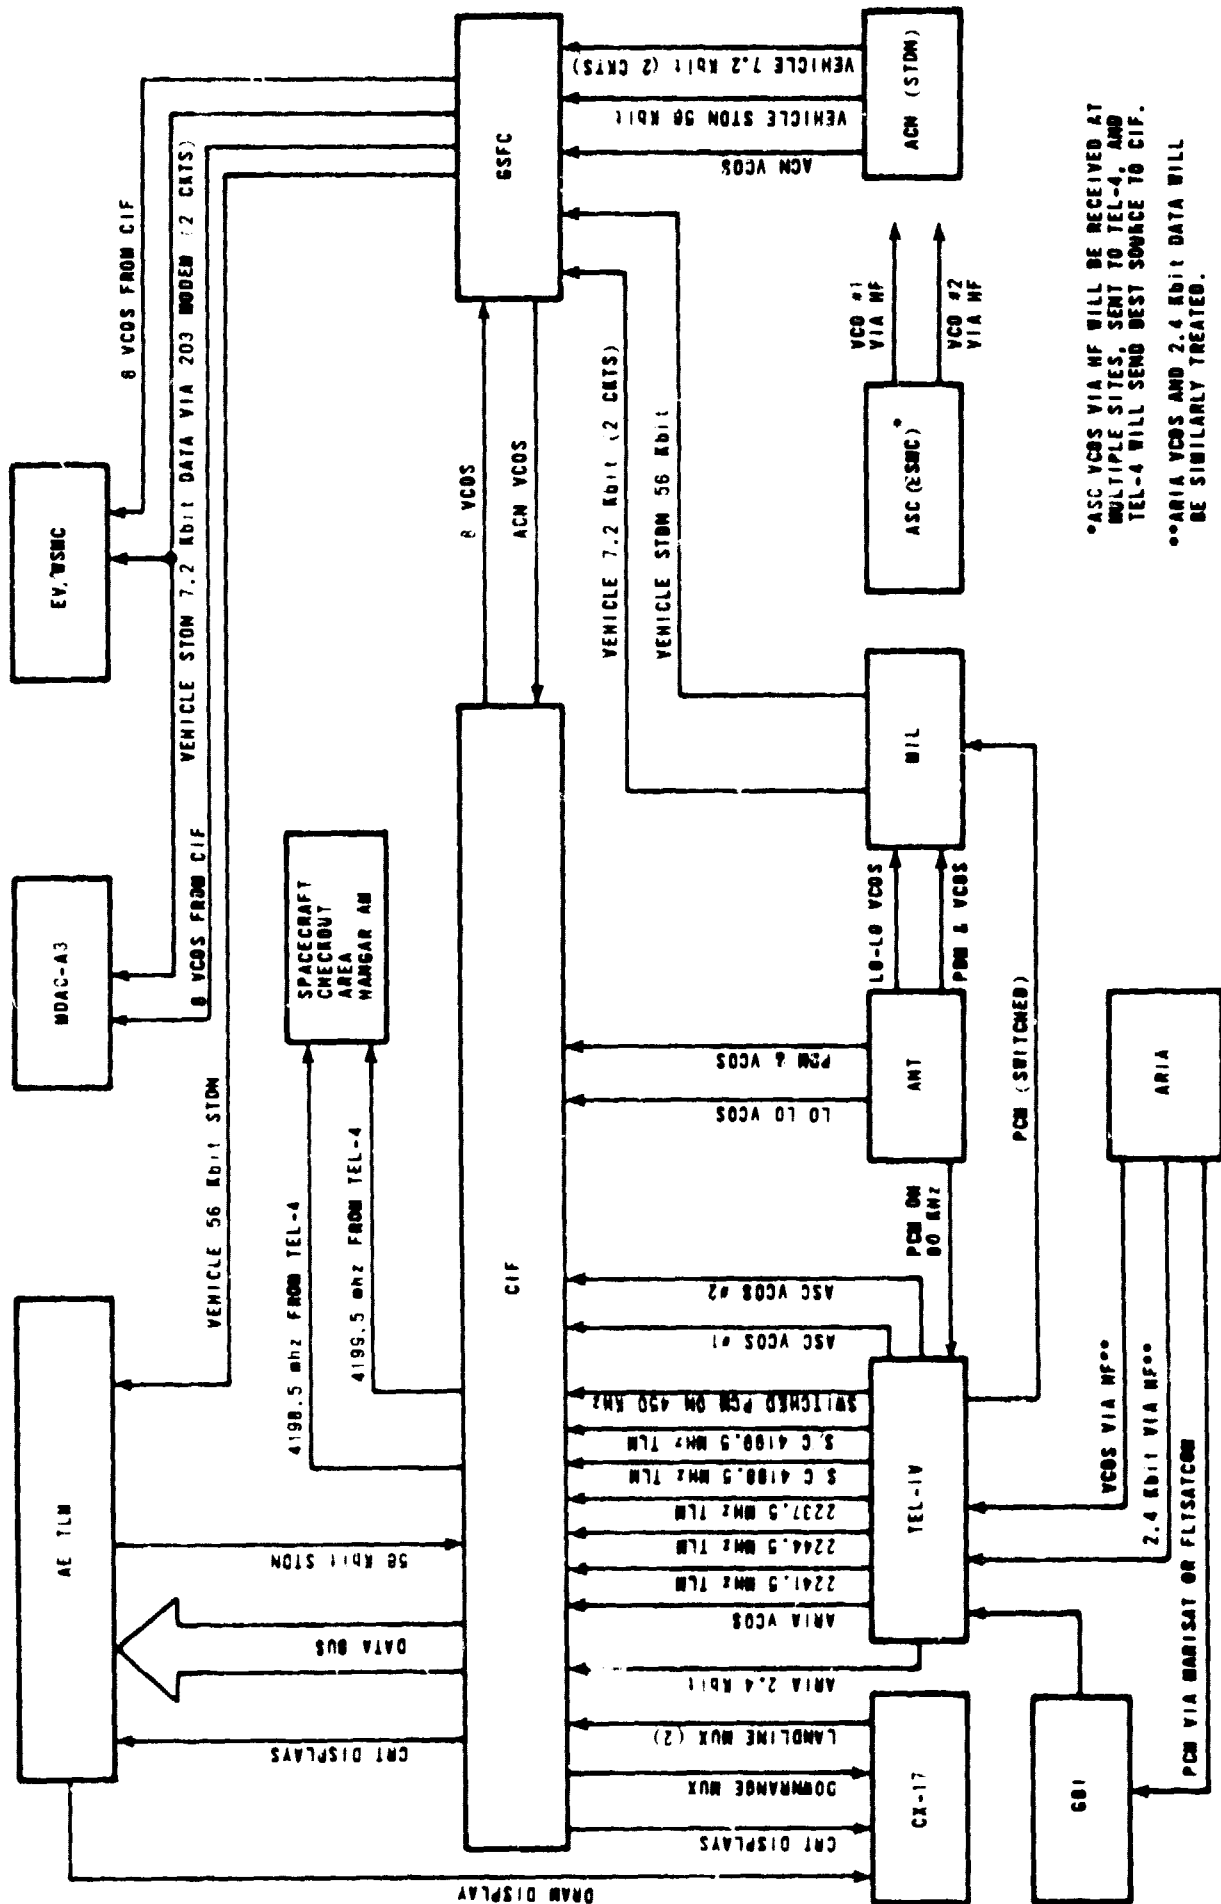 AE TLM
MDAC-A3
EV/WSMC
8 VCOS FROM CIF
VEHICLE STDN 7.2 Kbit DATA VIA 203 MODEM (2 CKTS)
8 VCOS FROM CIF
VEHICLE 56 Kbit STDN
SPACECRAFT
CHECKOUT
AREA
HANGAR AM
4198.5 mhz FROM TEL-4
4199.5 mhz FROM TEL-4
DRAW DISPLAY
CRT DISPLAYS
DATA BUS
56 Kbit STDN
CIF
8 VCOS
ACN VCOS
GSFC
CRT DISPLAYS
DOWNRANGE MUX
LANDLINE MUX (2)
ARIA 2.4 Kbit
ARIA VCOS
2241.5 MHz TLM
2244.5 MHz TLM
2237.5 MHz TLM
S C 4198.5 MHz TLM
S C 4199.5 MHz TLM
SWITCHED PCM ON 450 KHz
ASC VCOS #1
ASC VCOS #2
LO LO VCOS
PDM & VCOS
VEHICLE 7.2 Kbit (2 CKTS)
VEHICLE STDN 56 Kbit
ACN VCOS
VEHICLE STDN 56 Kbit
VEHICLE 7.2 Kbit (2 CKTS)
CX-17
TEL-IV
PCM ON
80 KHz
ANT
LO-LO VCOS
PDM & VCOS
MIL
ASC (ESMC)*
VCO #1
VIA HF
VCO #2
VIA HF
ACN (STDN)
PCM (SWITCHED)
GBI
VCOS VIA HF**
2.4 Kbit VIA HF**
PCM VIA MARISAT OR FLTSATCOM
ARIA
*ASC VCOS VIA HF WILL BE RECEIVED AT
MULTIPLE SITES, SENT TO TEL-4, AND
TEL-4 WILL SEND BEST SOURCE TO CIF.
**ARIA VCOS AND 2.4 Kbit DATA WILL
BE SIMILARLY TREATED.